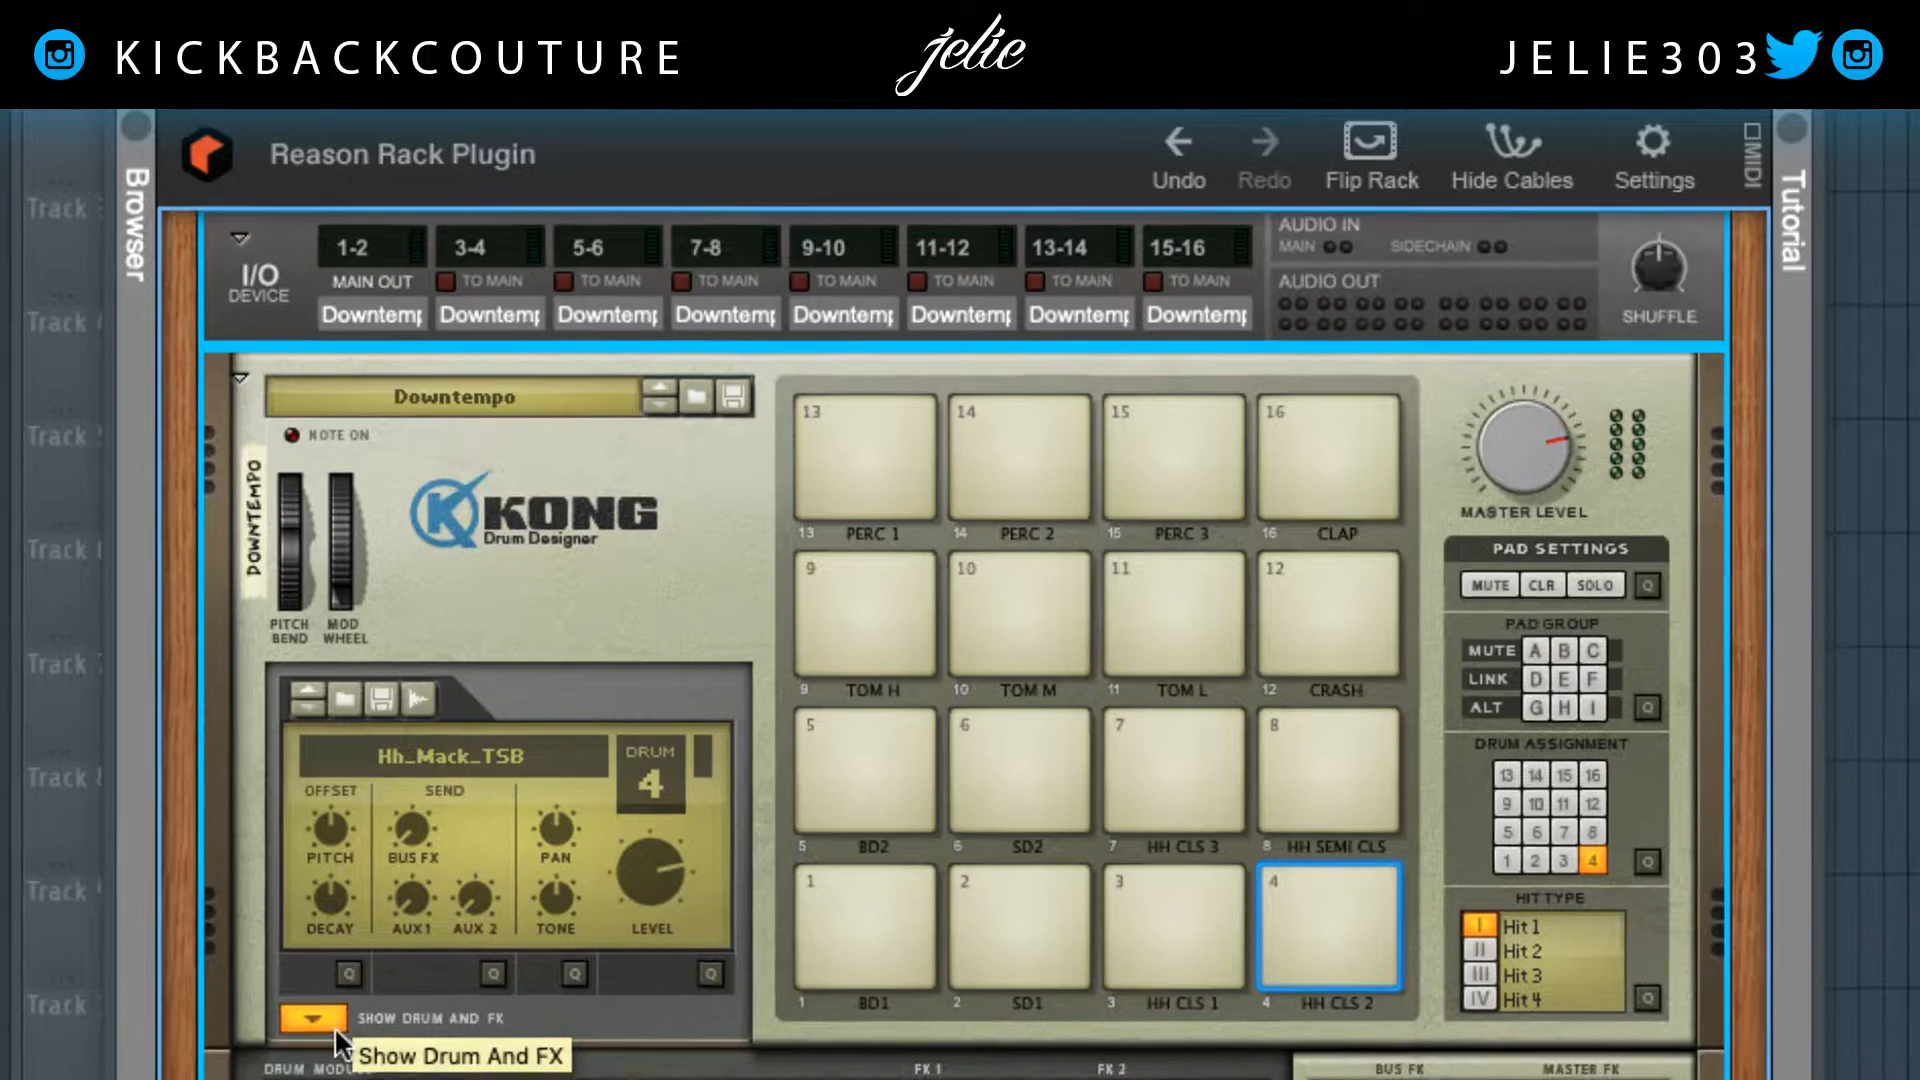 KICKBACKCOUTURE
jelie
JELIE303
Browser
Reason Rack Plugin
Undo
Redo
Flip Rack
Hide Cables
Settings
MIDI
Tutorial
Track
Track
Track
Track
Track
Track
Track
Track
I/O
DEVICE
1-2 3-4 5-6 7-8 9-10 11-12 13-14 15-16
MAIN OUT TO MAIN TO MAIN TO MAIN TO MAIN TO MAIN TO MAIN TO MAIN
Downtemp Downtemp Downtemp Downtemp Downtemp Downtemp Downtemp Downtemp
AUDIO IN
MAIN SIDECHAIN
AUDIO OUT
SHUFFLE
Downtempo
NOTE ON
DOWNTEMPO
KONG
Drum Designer
PITCH BEND
MOD WHEEL
13 14 15 16
13 PERC 1 14 PERC 2 15 PERC 3 16 CLAP
9 10 11 12
9 TOM H 10 TOM M 11 TOM L 12 CRASH
5 6 7 8
5 BD2 6 SD2 7 HH CLS 3 8 HH SEMI CLS
1 2 3 4
1 BD1 2 SD1 3 HH CLS 1 4 HH CLS 2
MASTER LEVEL
PAD SETTINGS
MUTE CLR SOLO Q
PAD GROUP
MUTE A B C
LINK D E F
ALT G H I Q
DRUM ASSIGNMENT
13 14 15 16
9 10 11 12
5 6 7 8
1 2 3 4 Q
HIT TYPE
I Hit 1
II Hit 2
III Hit 3
IV Hit 4 Q
Hh_Mack_TSB
DRUM
4
OFFSET SEND
PITCH BUS FX PAN
DECAY AUX1 AUX 2 TONE LEVEL
Q Q Q Q
SHOW DRUM AND FX
Show Drum And FX
FX 1 FX 2 BUS FX MASTER FX